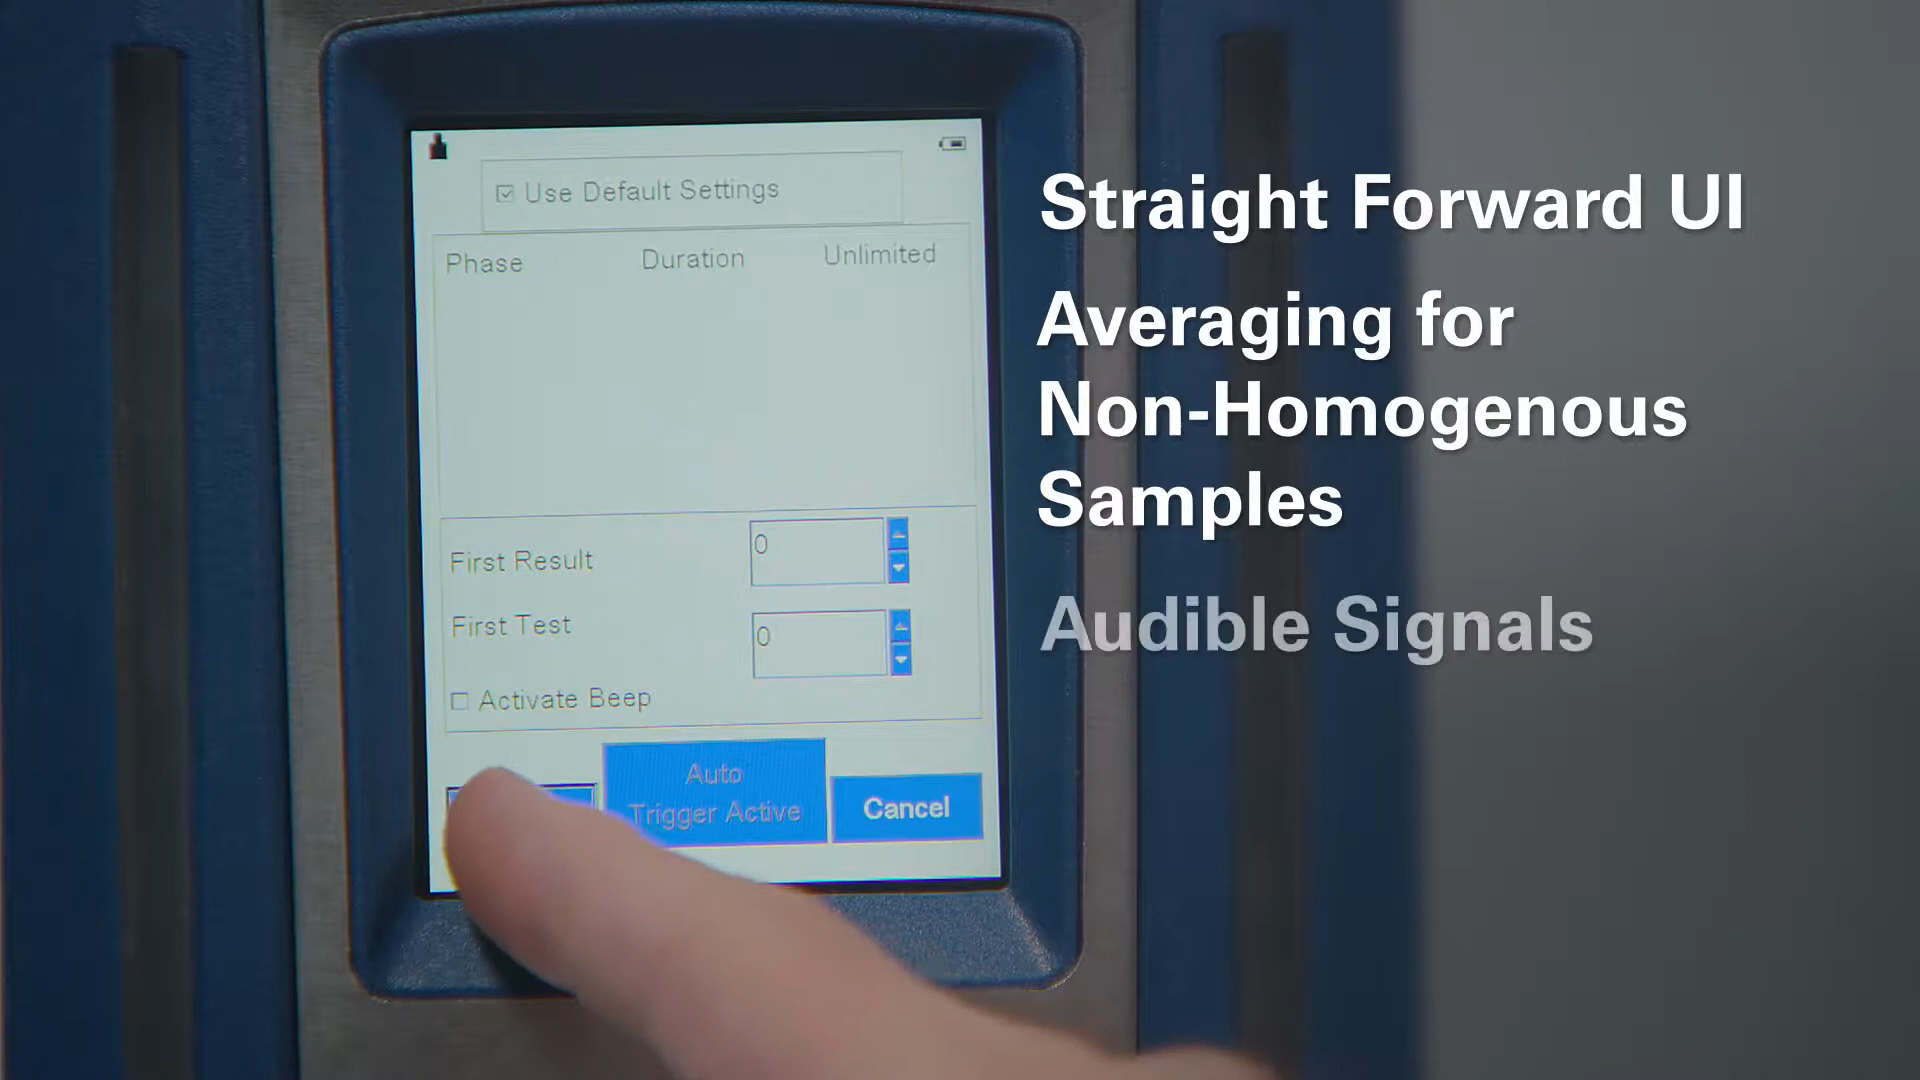 Use Default Settings
Phase Duration Unlimited
First Result 0
First Test 0
Activate Beep
Auto
Trigger Active
Cancel
Straight Forward UI
Averaging for
Non-Homogenous
Samples
Audible Signals